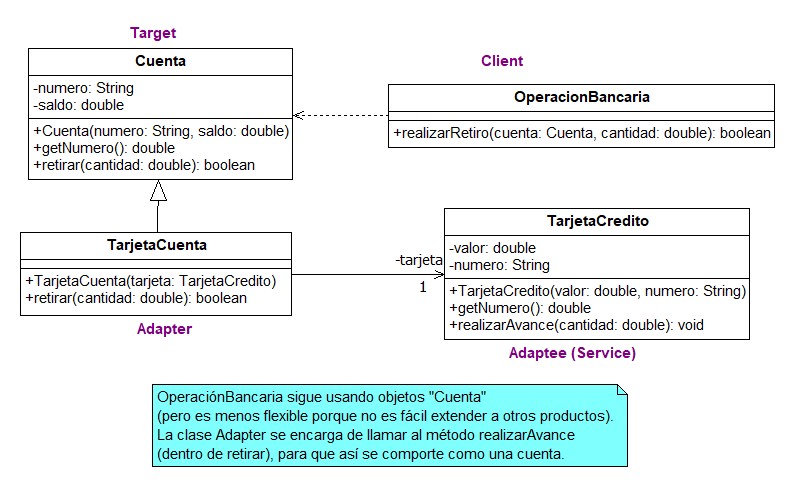 Target
Cuenta
-numero: String
-saldo: double
+Cuenta(numero: String, saldo: double)
+getNumero(): double
+retirar(cantidad: double): boolean
Client
OperacionBancaria
+realizarRetiro(cuenta: Cuenta, cantidad: double): boolean
TarjetaCuenta
+TarjetaCuenta(tarjeta: TarjetaCredito)
+retirar(cantidad: double): boolean
Adapter
-tarjeta
1
TarjetaCredito
-valor: double
-numero: String
+TarjetaCredito(valor: double, numero: String)
+getNumero(): double
+realizarAvance(cantidad: double): void
Adaptee (Service)
OperaciónBancaria sigue usando objetos "Cuenta"
(pero es menos flexible porque no es fácil extender a otros productos).
La clase Adapter se encarga de llamar al método realizarAvance
(dentro de retirar), para que así se comporte como una cuenta.